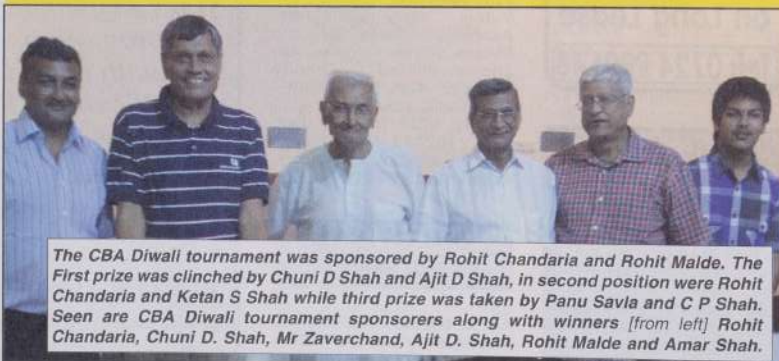 on Long Lease
The CBA Diwali tournament was sponsored by Rohit Chandaria and Rohit Malde. The
First prize was clinched by Chuni D Shah and Ajit D Shah, in second position were Rohit
Chandaria and Ketan S Shah while third prize was taken by Panu Savla and C P Shah.
Seen are CBA Diwali tournament sponsorers along with winners [from left] Rohit
Chandaria, Chuni D. Shah, Mr Zaverchand, Ajit D. Shah, Rohit Malde and Amar Shah.